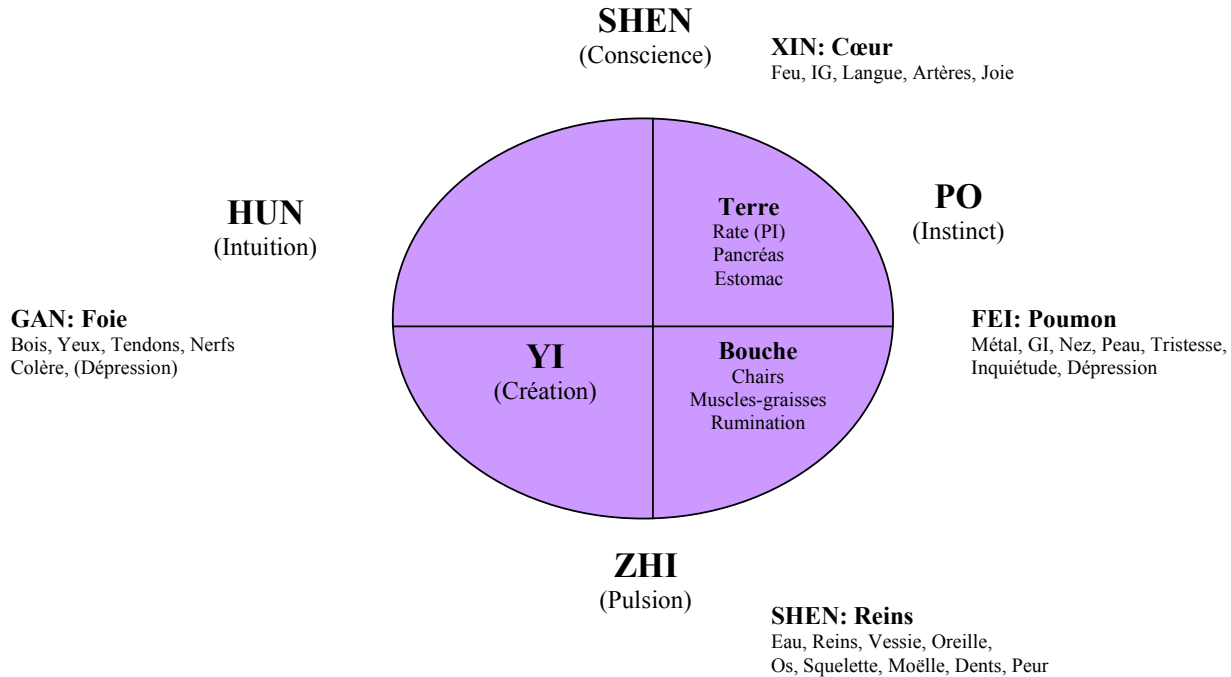 SHEN
(Conscience)
XIN: Cœur
Feu, IG, Langue, Artères, Joie
HUN
(Intuition)
Terre
Rate (PI)
Pancréas
Estomac
PO
(Instinct)
GAN: Foie
Bois, Yeux, Tendons, Nerfs
Colère, (Dépression)
YI
(Création)
Bouche
Chairs
Muscles-graisses
Rumination
FEI: Poumon
Métal, GI, Nez, Peau, Tristesse,
Inquiétude, Dépression
ZHI
(Pulsion)
SHEN: Reins
Eau, Reins, Vessie, Oreille,
Os, Squelette, Moëlle, Dents, Peur